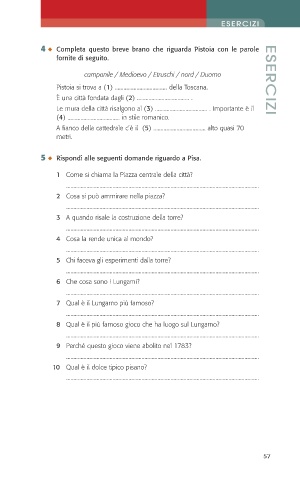 ESERCIZI
ESERCIZI
4 ◆ Completa questo breve brano che riguarda Pistoia con le parole
fornite di seguito.
campanile / Medioevo / Etruschi / nord / Duomo
Pistoia si trova a (1) .................................. della Toscana.
È una città fondata dagli (2) .................................. .
Le mura della città risalgono al (3) .................................. . Importante è il
(4) .................................. in stile romanico.
A fianco della cattedrale c'è il (5) .................................. alto quasi 70
metri.
5 ◆ Rispondi alle seguenti domande riguardo a Pisa.
1 Come si chiama la Piazza centrale della città?
2 Cosa si può ammirare nella piazza?
3 A quando risale la costruzione della torre?
4 Cosa la rende unica al mondo?
5 Chi faceva gli esperimenti dalla torre?
6 Che cosa sono i Lungarni?
7 Qual è il Lungarno più famoso?
8 Qual è il più famoso gioco che ha luogo sul Lungarno?
9 Perché questo gioco viene abolito nel 1783?
10 Qual è il dolce tipico pisano?
57